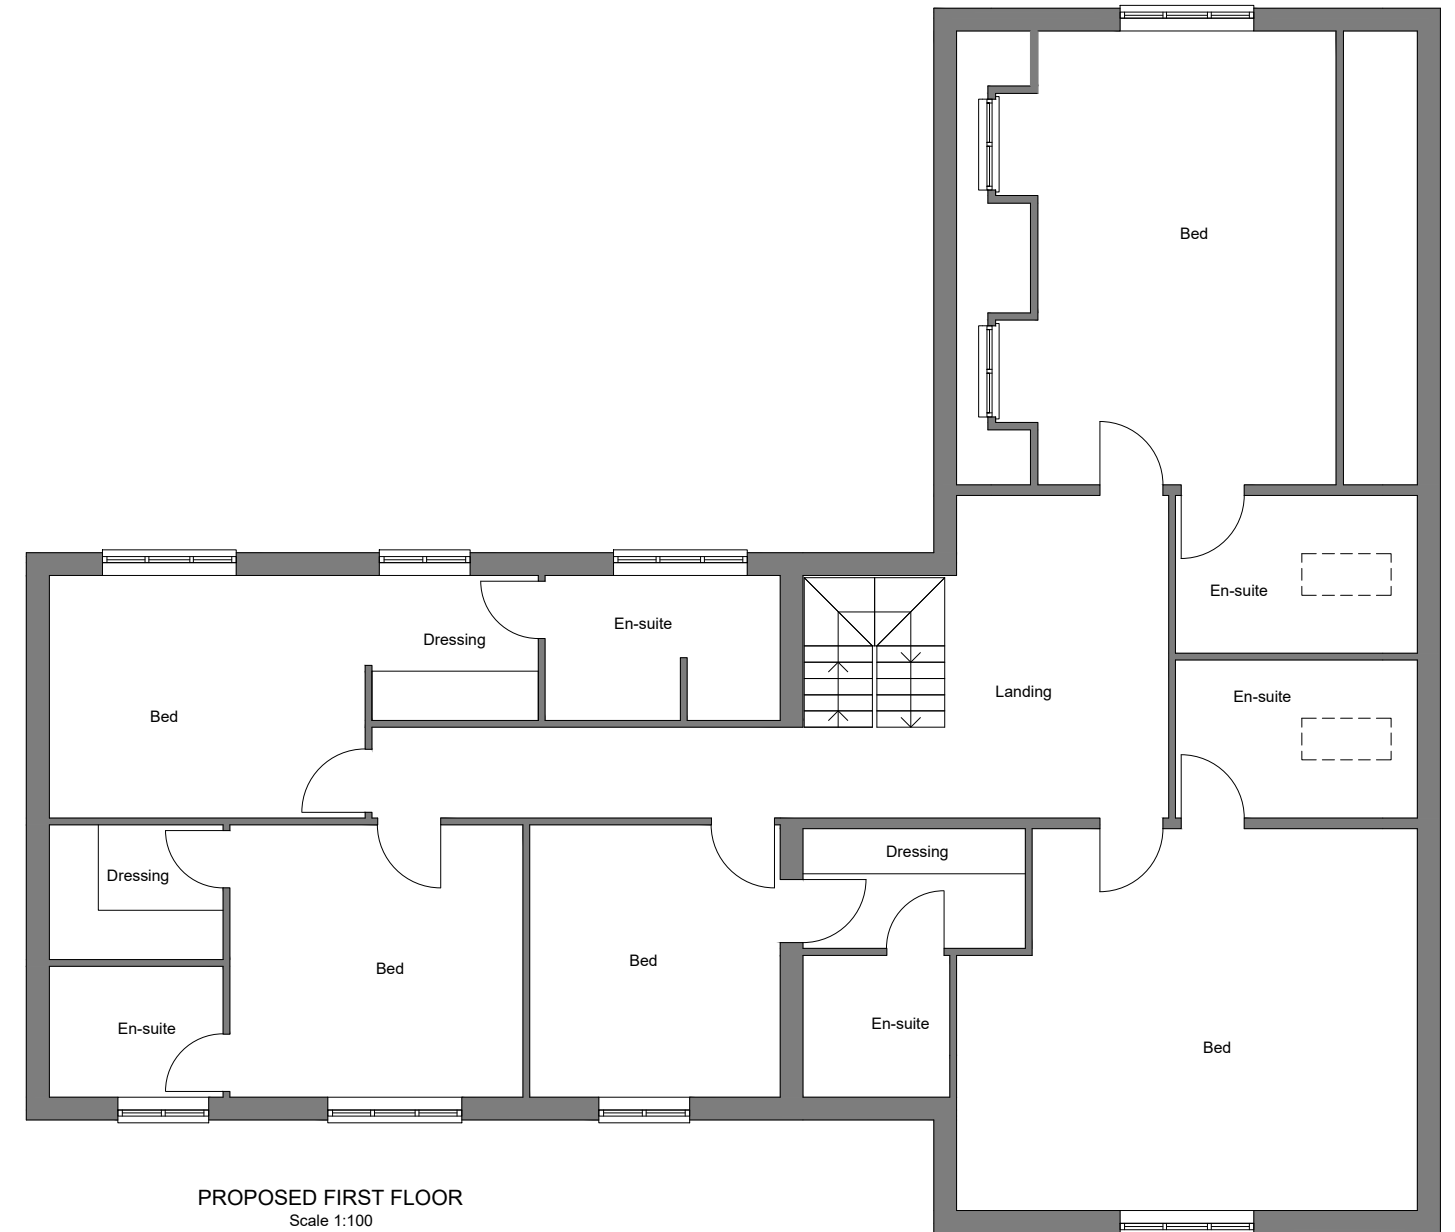 Bed
En-suite
En-suite
Dressing
En-suite
Landing
Bed
Dressing
Dressing
Bed
Bed
En-suite
En-suite
Bed
PROPOSED FIRST FLOOR
Scale 1:100